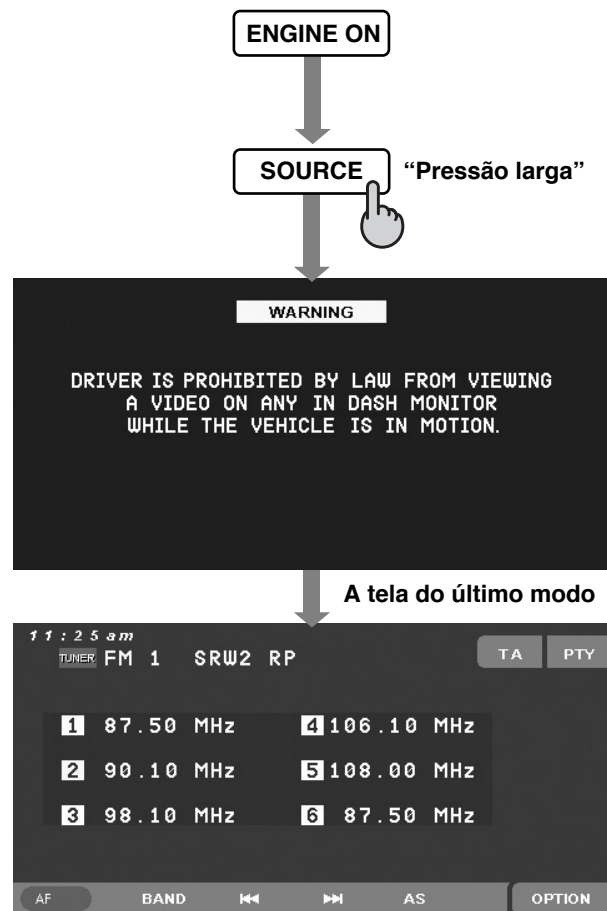 ENGINE ON
SOURCE “Pressão larga”
WARNING
DRIVER IS PROHIBITED BY LAW FROM VIEWING
A VIDEO ON ANY IN DASH MONITOR
WHILE THE VEHICLE IS IN MOTION.
A tela do último modo
11:25am
TUNER FM 1 SRW2 RP TA PTY
1 87.50 MHz 4 106.10 MHz
2 90.10 MHz 5 108.00 MHz
3 98.10 MHz 6 87.50 MHz
AF BAND AS OPTION